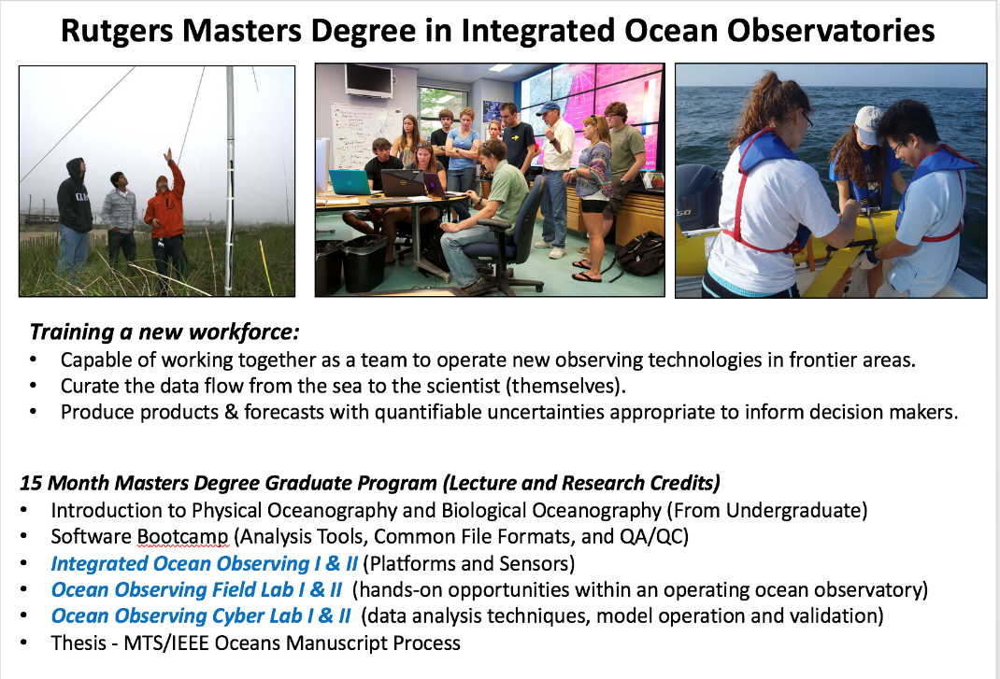 Rutgers Masters Degree in Integrated Ocean Observatories
Training a new workforce:
• Capable of working together as a team to operate new observing technologies in frontier areas.
• Curate the data flow from the sea to the scientist (themselves).
• Produce products & forecasts with quantifiable uncertainties appropriate to inform decision makers.
15 Month Masters Degree Graduate Program (Lecture and Research Credits)
• Introduction to Physical Oceanography and Biological Oceanography (From Undergraduate)
• Software Bootcamp (Analysis Tools, Common File Formats, and QA/QC)
• Integrated Ocean Observing I & II (Platforms and Sensors)
• Ocean Observing Field Lab I & II (hands-on opportunities within an operating ocean observatory)
• Ocean Observing Cyber Lab I & II (data analysis techniques, model operation and validation)
• Thesis - MTS/IEEE Oceans Manuscript Process